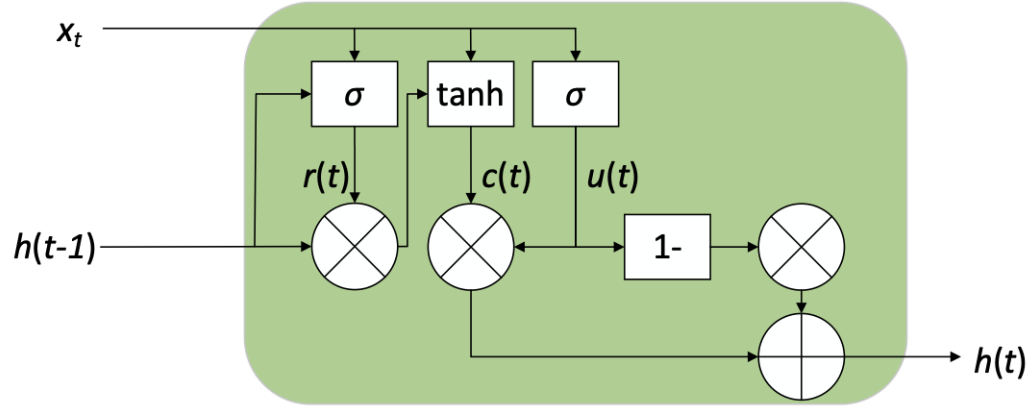 x_t
σ tanh σ
r(t) c(t) u(t)
h(t-1) 1-
h(t)